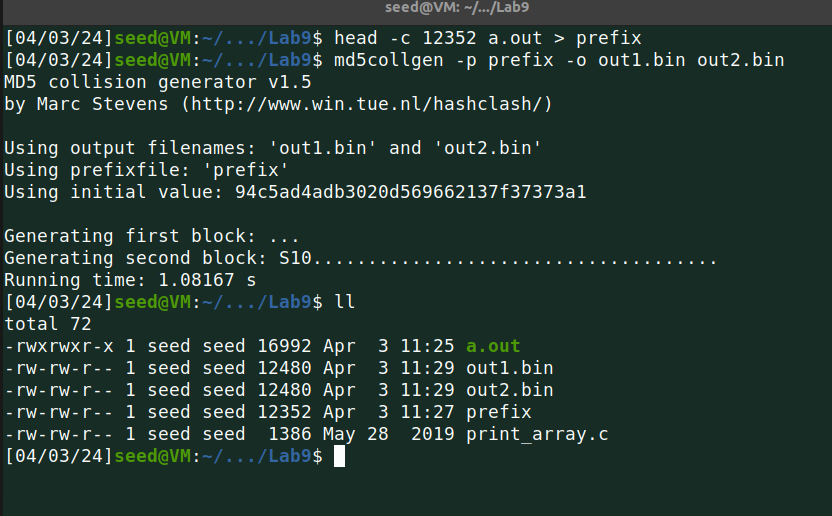 seed@VM: ~/.../Lab9
[04/03/24]seed@VM:~/.../Lab9$ head -c 12352 a.out > prefix
[04/03/24]seed@VM:~/.../Lab9$ md5collgen -p prefix -o out1.bin out2.bin
MD5 collision generator v1.5
by Marc Stevens (http://www.win.tue.nl/hashclash/)
Using output filenames: 'out1.bin' and 'out2.bin'
Using prefixfile: 'prefix'
Using initial value: 94c5ad4adb3020d569662137f37373a1
Generating first block: ...
Generating second block: S10.....................................
Running time: 1.08167 s
[04/03/24]seed@VM:~/.../Lab9$ ll
total 72
-rwxrwxr-x 1 seed seed 16992 Apr  3 11:25 a.out
-rw-rw-r-- 1 seed seed 12480 Apr  3 11:29 out1.bin
-rw-rw-r-- 1 seed seed 12480 Apr  3 11:29 out2.bin
-rw-rw-r-- 1 seed seed 12352 Apr  3 11:27 prefix
-rw-rw-r-- 1 seed seed  1386 May 28  2019 print_array.c
[04/03/24]seed@VM:~/.../Lab9$